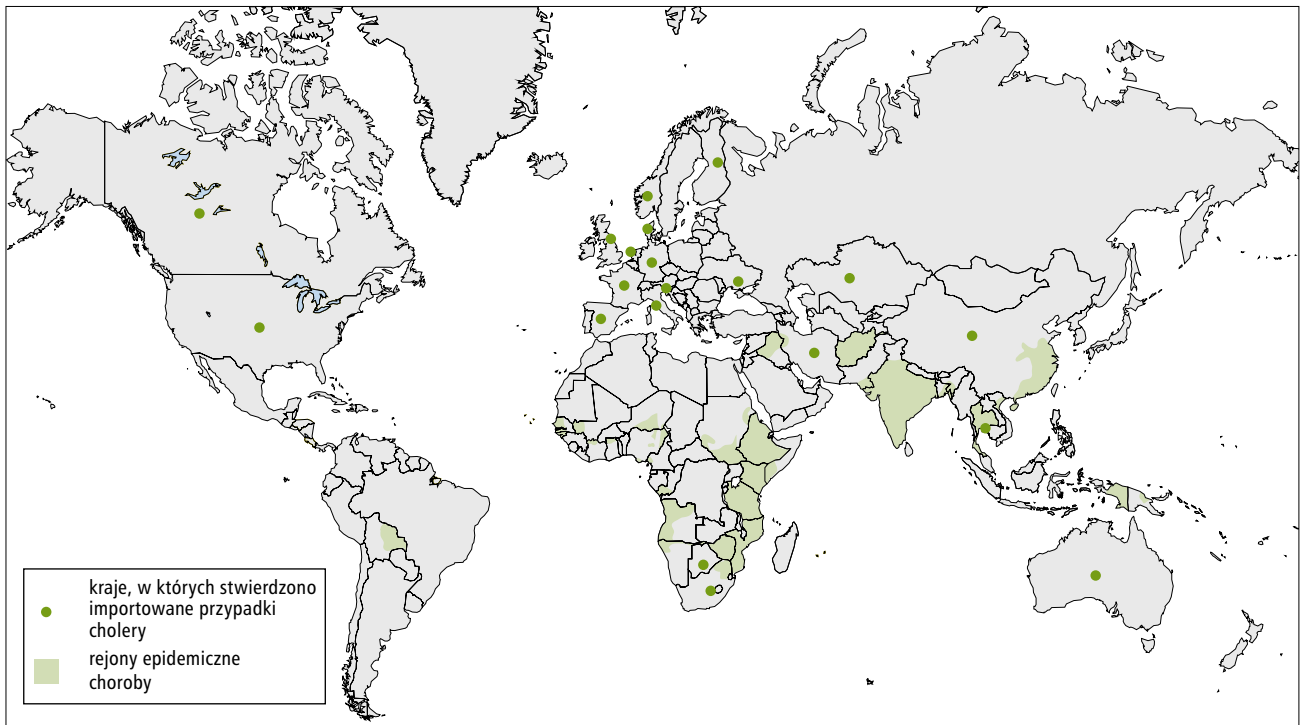 kraje, w których stwierdzono
importowane przypadki
cholery
rejony epidemiczne
choroby